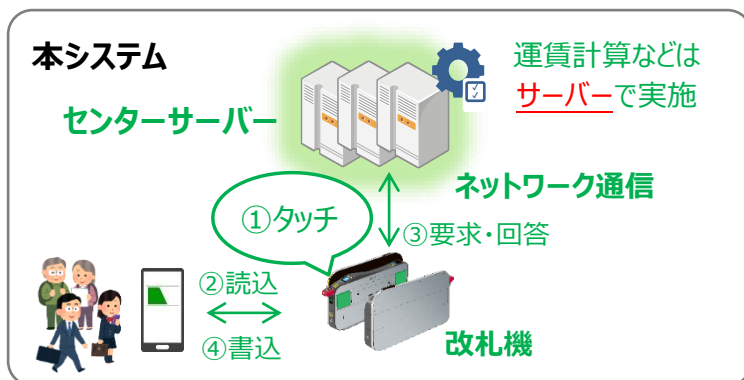 本システム
運賃計算などは
サーバーで実施
センターサーバー
ネットワーク通信
①タッチ
③要求・回答
②読込
④書込
改札機